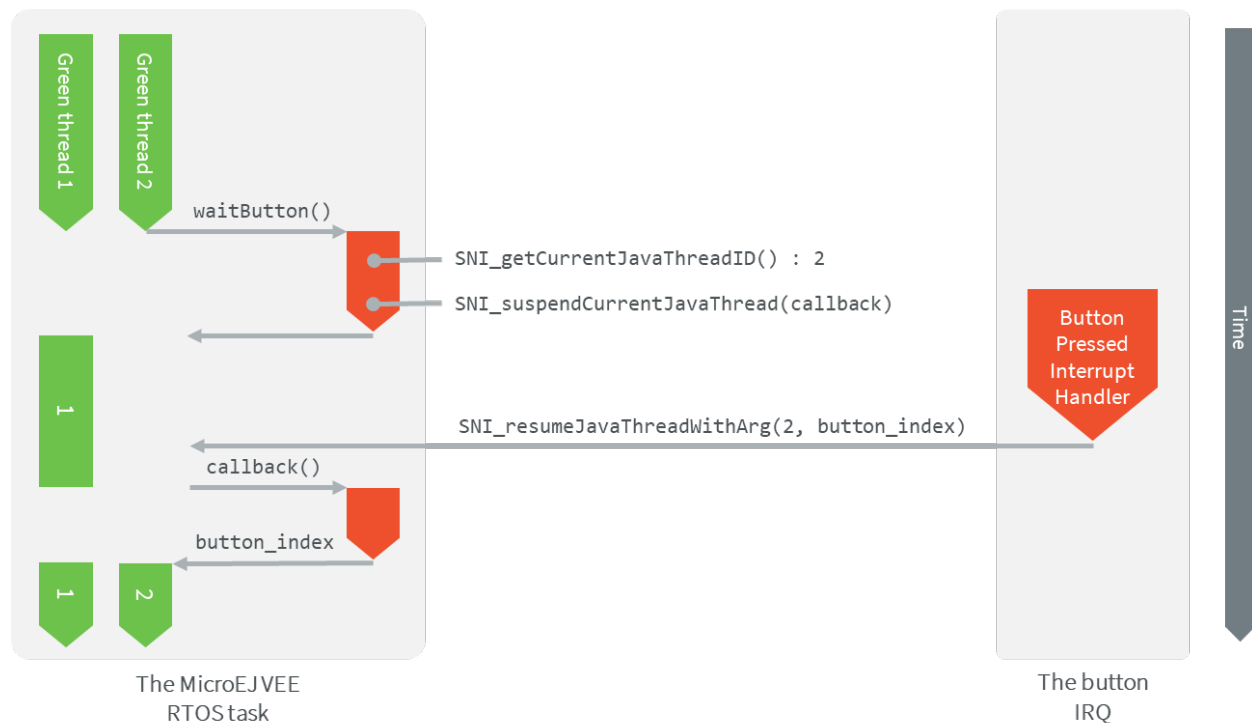 Green thread 1
Green thread 2
waitButton()
SNI_getCurrentJavaThreadID() : 2
SNI_suspendCurrentJavaThread(callback)
Button
Pressed
Interrupt
Handler
Time
1
SNI_resumeJavaThreadWithArg(2, button_index)
callback()
button_index
1
2
The MicroEJ VEE
RTOS task
The button
IRQ